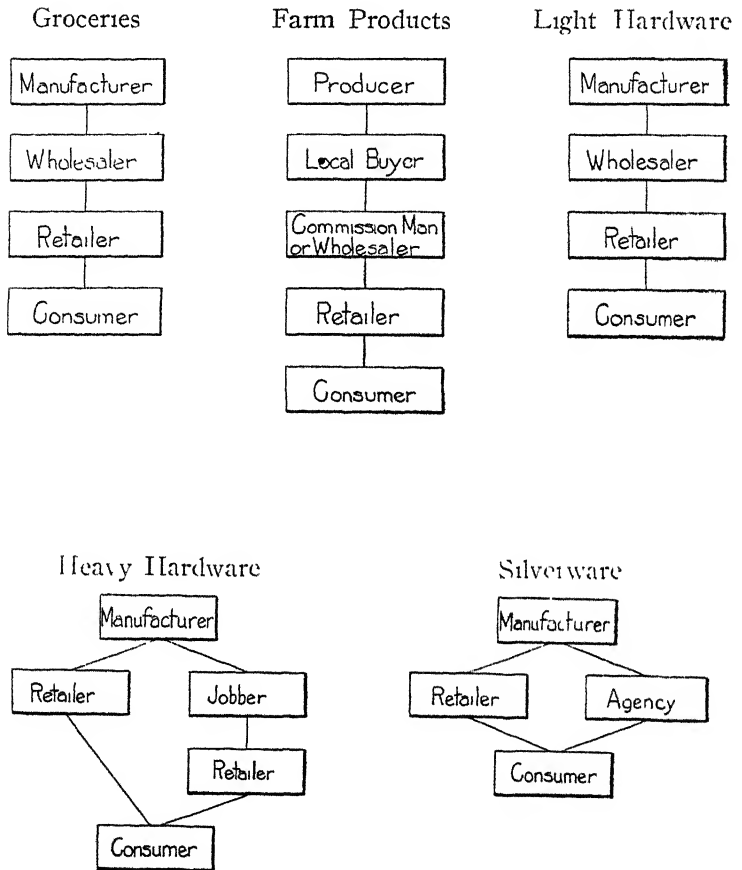 Groceries
Manufacturer
Wholesaler
Retailer
Consumer
Farm Products
Producer
Local Buyer
Commission Man
or Wholesaler
Retailer
Consumer
Light Hardware
Manufacturer
Wholesaler
Retailer
Consumer
Heavy Hardware
Manufacturer
Retailer
Jobber
Retailer
Consumer
Silverware
Manufacturer
Retailer
Agency
Consumer